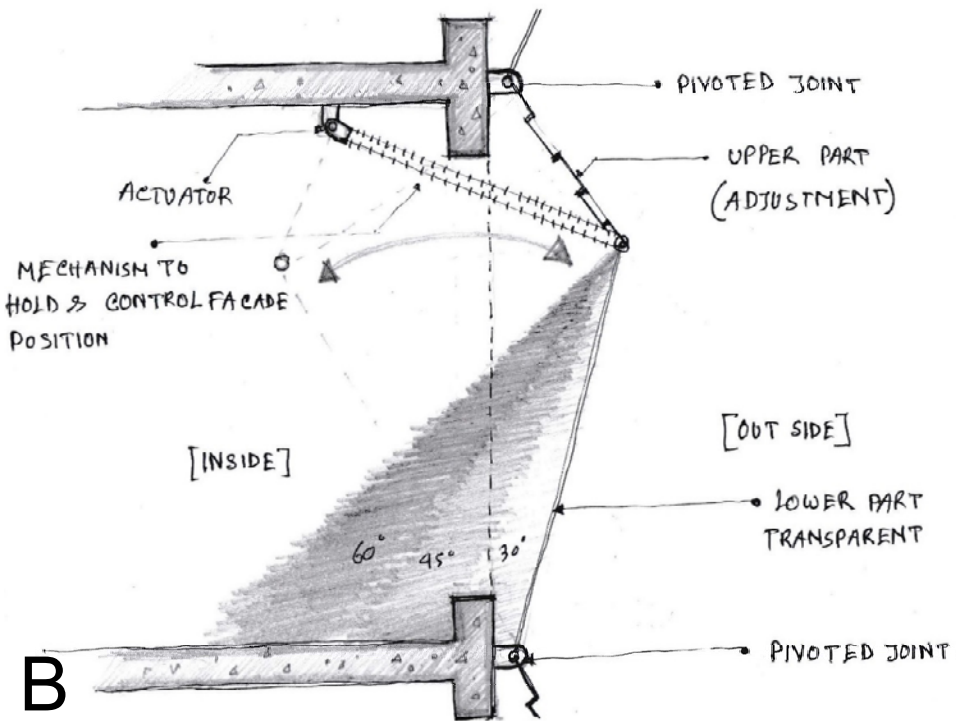 PIVOTED JOINT
UPPER PART
(ADJUSTMENT)
ACTUATOR
MECHANISM TO
HOLD & CONTROL FACADE
POSITION
[INSIDE]
[OUT SIDE]
LOWER PART
TRANSPARENT
60° 45° 30°
PIVOTED JOINT
B